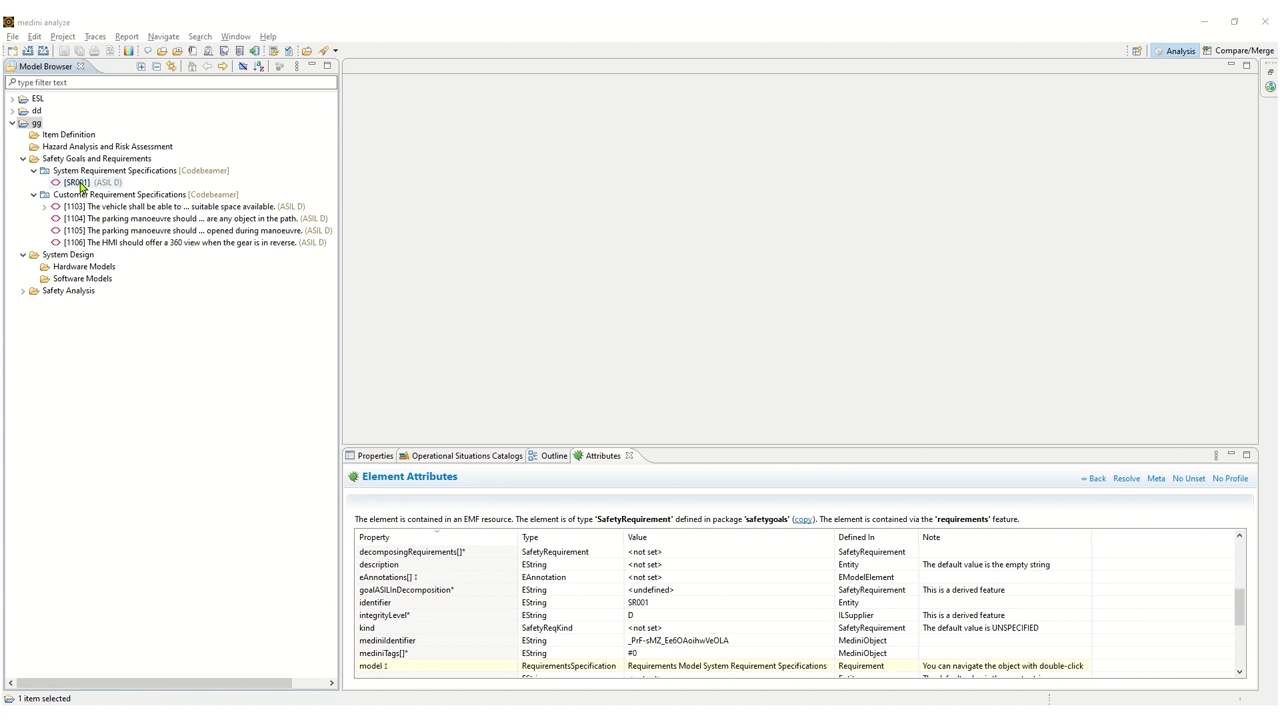 medini analyze
File Edit Project Traces Report Navigate Search Window Help
Analysis Compare/Merge
Model Browser
type filter text
ESL
dd
gg
Item Definition
Hazard Analysis and Risk Assessment
Safety Goals and Requirements
System Requirement Specifications [Codebeamer]
[SR001] (ASIL D)
Customer Requirement Specifications [Codebeamer]
[1103] The vehicle shall be able to ... suitable space available. (ASIL D)
[1104] The parking manoeuvre should ... are any object in the path. (ASIL D)
[1105] The parking manoeuvre should ... opened during manoeuvre. (ASIL D)
[1106] The HMI should offer a 360 view when the gear is in reverse. (ASIL D)
System Design
Hardware Models
Software Models
Safety Analysis
Properties Operational Situations Catalogs Outline Attributes
Element Attributes
Back Resolve Meta No Unset No Profile
The element is contained in an EMF resource. The element is of type 'SafetyRequirement' defined in package 'safetygoals' (copy). The element is contained via the 'requirements' feature.
Property Type Value Defined In Note
decomposingRequirements[]* SafetyRequirement <not set> SafetyRequirement
description EString <not set> Entity The default value is the empty string
eAnnotations[] EAnnotation <not set> EModelElement
goalASILInDecomposition* EString <undefined> SafetyRequirement This is a derived feature
identifier EString SR001 Entity
integrityLevel* EString D ILSupplier This is a derived feature
kind SafetyReqKind <not set> SafetyRequirement The default value is UNSPECIFIED
mediniIdentifier EString _PrF-sMZ_Ee6OAoihwVeOLA MediniObject
mediniTags[]* EString #0 MediniObject
model RequirementsSpecification Requirements Model System Requirement Specifications Requirement You can navigate the object with double-click
1 item selected